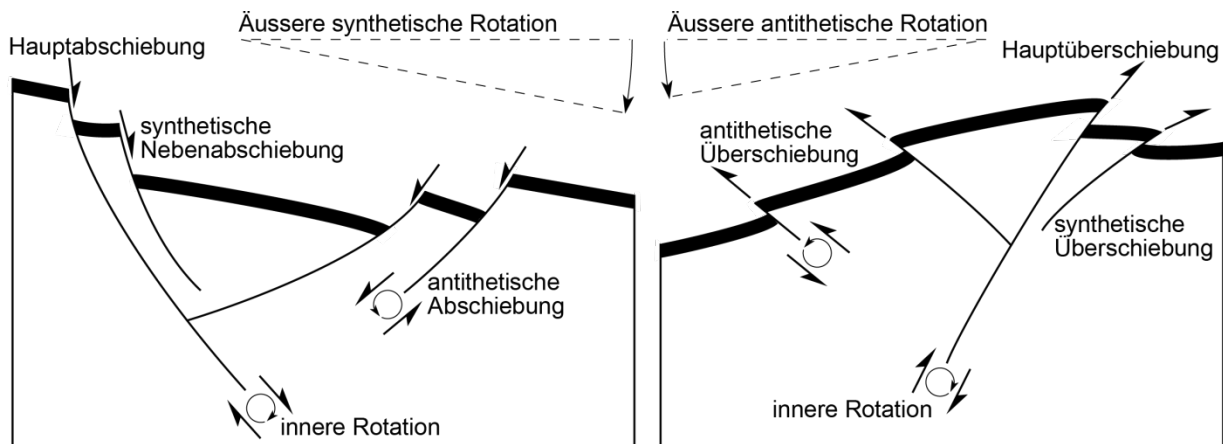 Äussere synthetische Rotation
Hauptabschiebung
synthetische
Nebenabschiebung
antithetische
Abschiebung
innere Rotation
Äussere antithetische Rotation
Hauptüberschiebung
antithetische
Überschiebung
synthetische
Überschiebung
innere Rotation